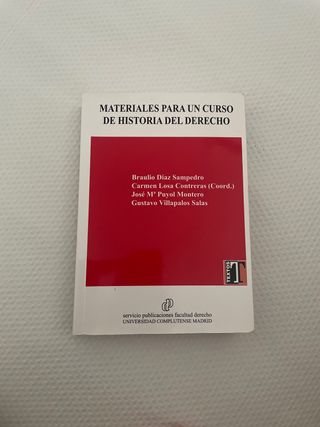 MATERIALES PARA UN CURSO
DE HISTORIA DEL DERECHO
Braulio Díaz Sampedro
Carmen Losa Contreras (Coord.)
José Mª Puyol Montero
Gustavo Villapalos Salas
TEXTOS
T
servicio publicaciones facultad derecho
UNIVERSIDAD COMPLUTENSE MADRID